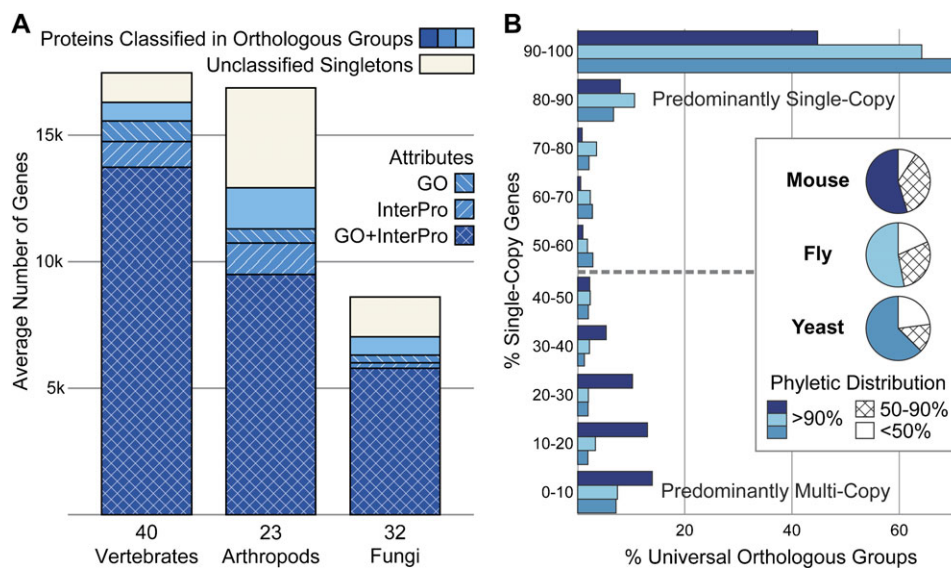 A
Proteins Classified in Orthologous Groups
Unclassified Singletons
Average Number of Genes
15k
10k
5k
Attributes
GO
InterPro
GO+InterPro
40
Vertebrates
23
Arthropods
32
Fungi
B
% Single-Copy Genes
90-100
80-90
70-80
60-70
50-60
40-50
30-40
20-30
10-20
0-10
Predominantly Single-Copy
Mouse
Fly
Yeast
Phyletic Distribution
>90%
50-90%
<50%
Predominantly Multi-Copy
20
40
60
% Universal Orthologous Groups